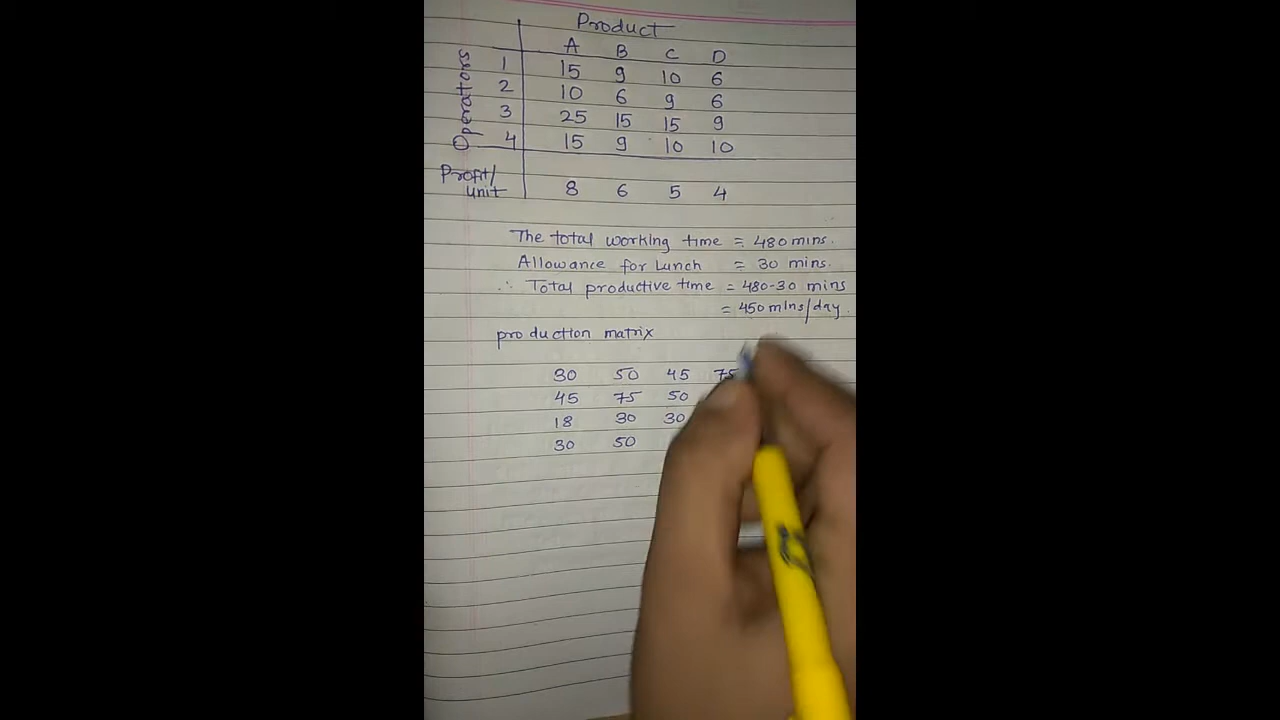 Product
A B C D
Operators
1 15 9 10 6
2 10 6 9 6
3 25 15 15 9
4 15 9 10 10
Profit/
unit 8 6 5 4
The total working time = 480 mins.
Allowance for Lunch = 30 mins.
∴ Total productive time = 480-30 mins
= 450 mins/day.
production matrix
30 50 45 75
45 75 50
18 30 30
30 50